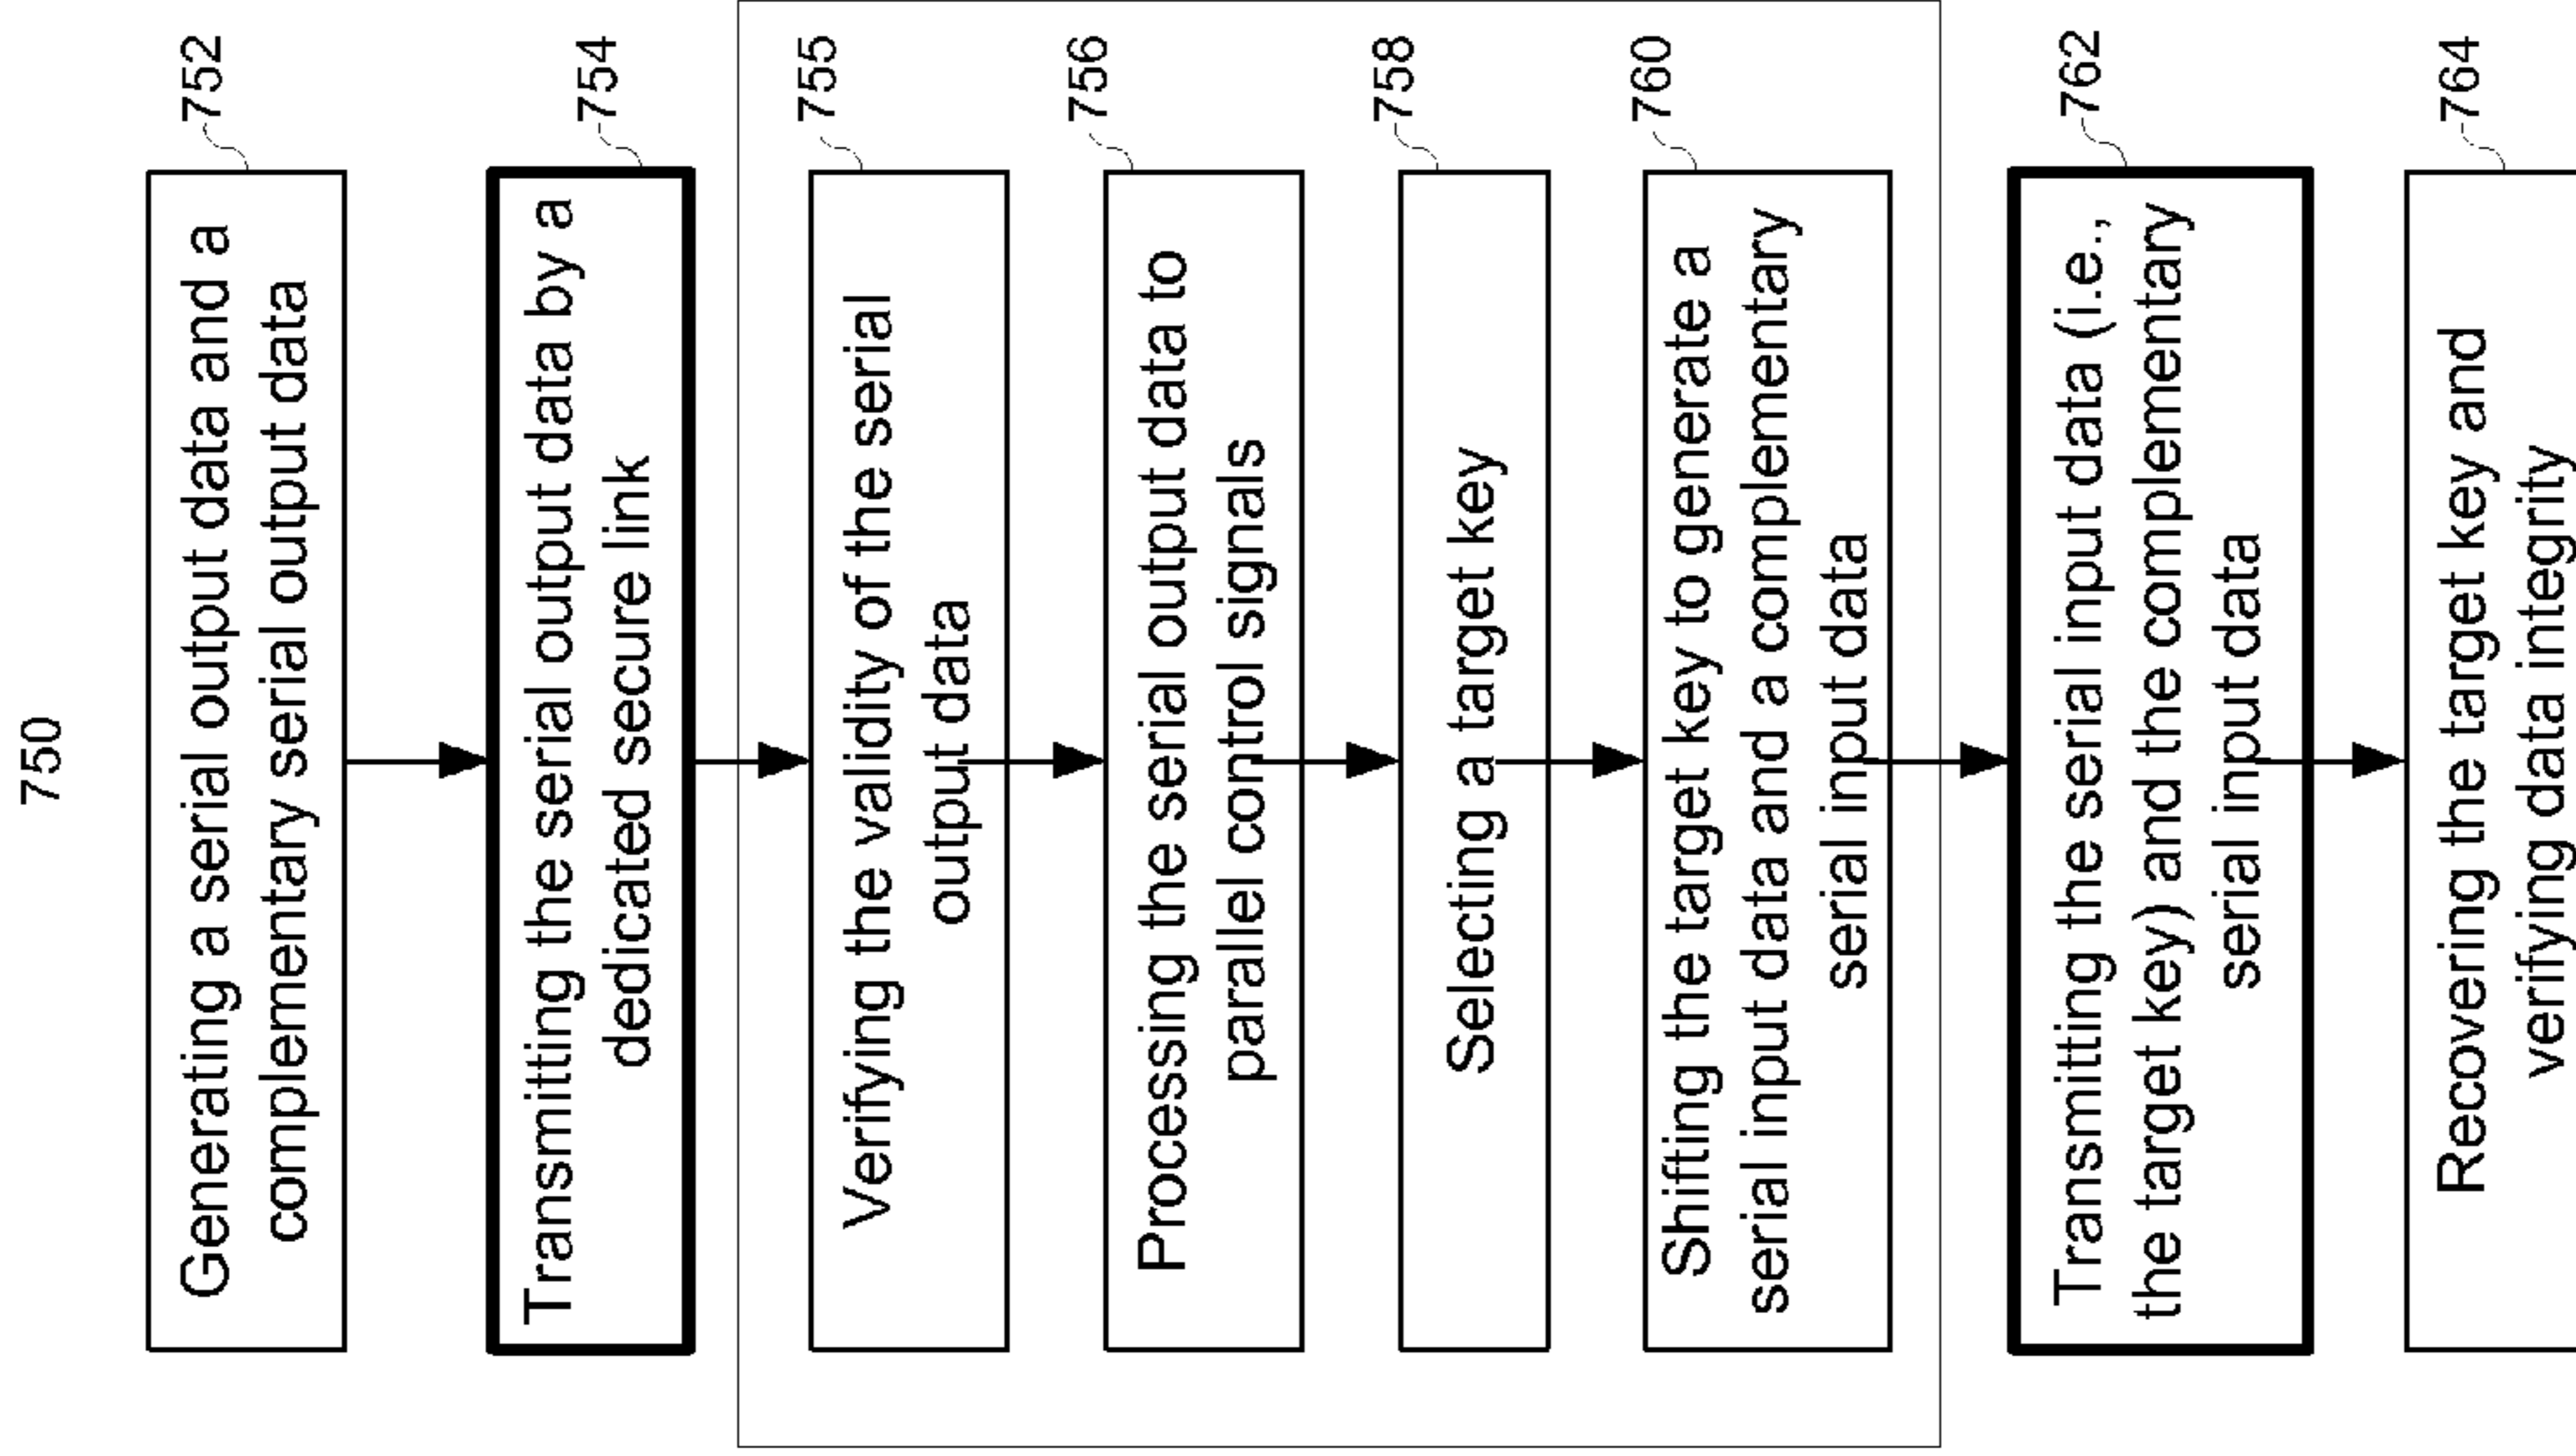 750
Generating a serial output data and a
complementary serial output data
752
Transmitting the serial output data by a
dedicated secure link
754
Verifying the validity of the serial
output data
755
Processing the serial output data to
parallel control signals
756
Selecting a target key
758
Shifting the target key to generate a
serial input data and a complementary
serial input data
760
Transmitting the serial input data (i.e.,
the target key) and the complementary
serial input data
762
Recovering the target key and
verifying data integrity
764